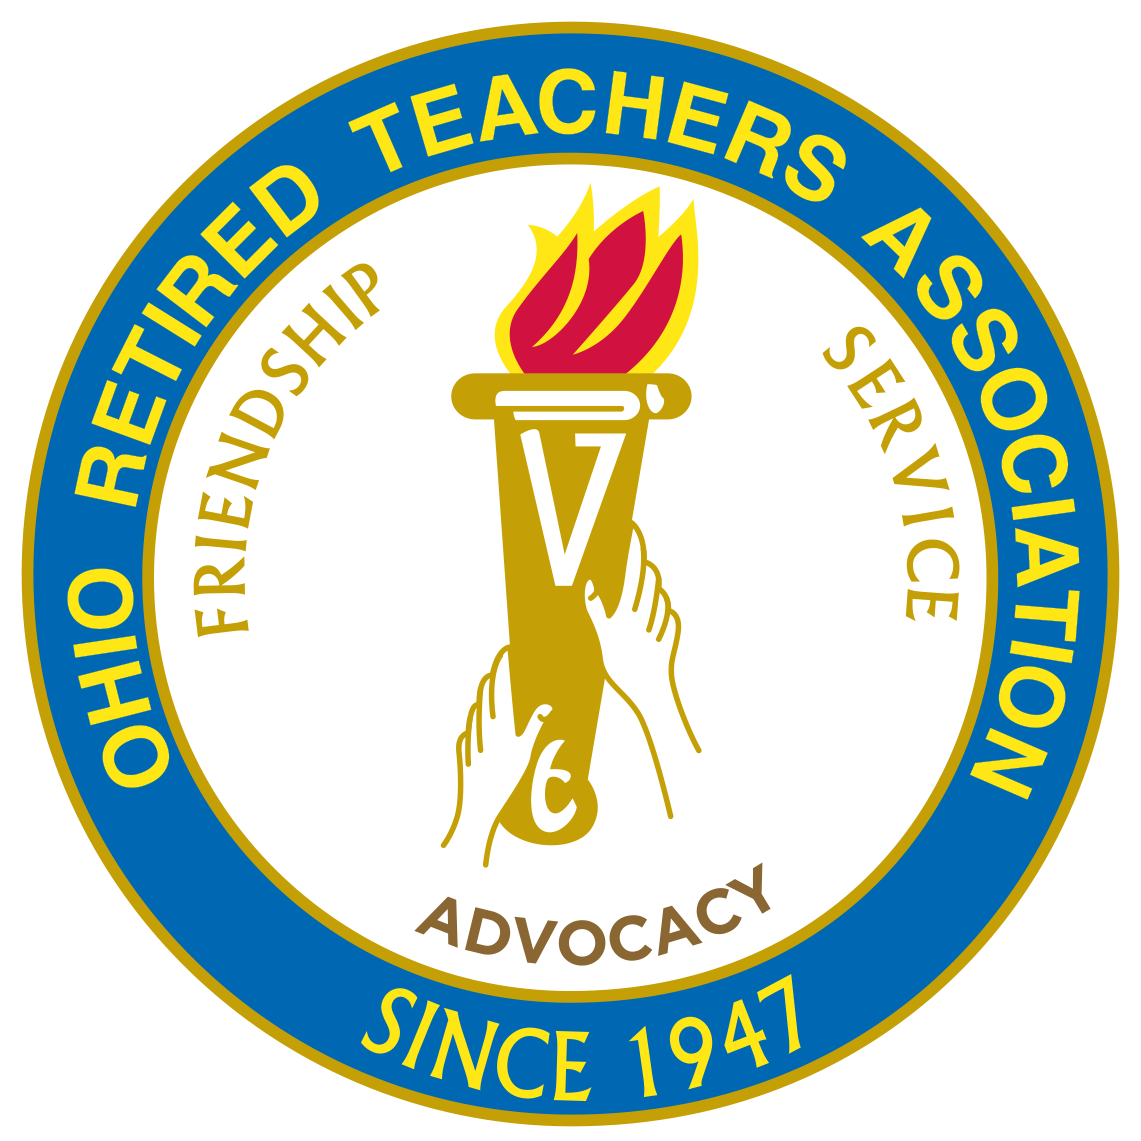 OHIO RETIRED TEACHERS ASSOCIATION
FRIENDSHIP
SERVICE
ADVOCACY
SINCE 1947